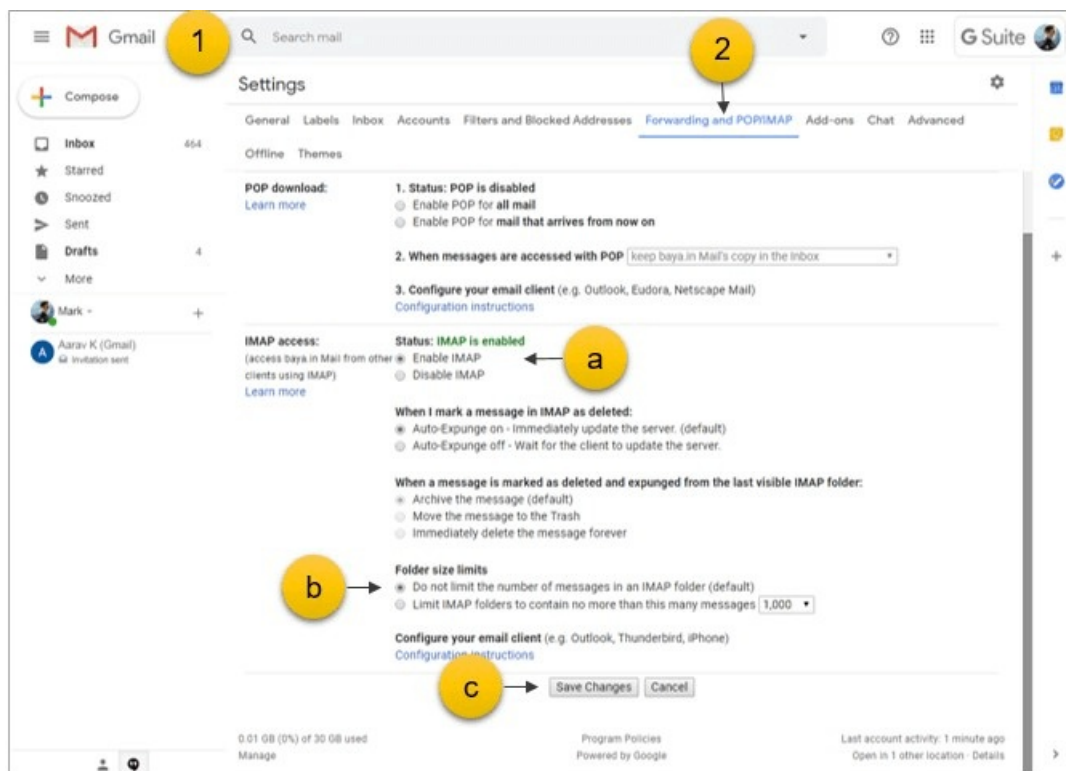 Gmail
1
Search mail
2
G Suite
Compose
Inbox 464
Starred
Snoozed
Sent
Drafts 4
More
Mark
Aarav K (Gmail)
Invitation sent
Settings
General Labels Inbox Accounts Filters and Blocked Addresses Forwarding and POP/IMAP Add-ons Chat Advanced
Offline Themes
POP download:
Learn more
1. Status: POP is disabled
Enable POP for all mail
Enable POP for mail that arrives from now on
2. When messages are accessed with POP keep baya.in Mail's copy in the Inbox
3. Configure your email client (e.g. Outlook, Eudora, Netscape Mail)
Configuration instructions
IMAP access:
(access baya.in Mail from other
clients using IMAP)
Learn more
Status: IMAP is enabled
Enable IMAP
a
Disable IMAP
When I mark a message in IMAP as deleted:
Auto-Expunge on - Immediately update the server. (default)
Auto-Expunge off - Wait for the client to update the server.
When a message is marked as deleted and expunged from the last visible IMAP folder:
Archive the message (default)
Move the message to the Trash
Immediately delete the message forever
Folder size limits
b
Do not limit the number of messages in an IMAP folder (default)
Limit IMAP folders to contain no more than this many messages 1,000
Configure your email client (e.g. Outlook, Thunderbird, iPhone)
Configuration instructions
c
Save Changes Cancel
0.01 GB (0%) of 30 GB used
Manage
Program Policies
Powered by Google
Last account activity: 1 minute ago
Open in 1 other location - Details